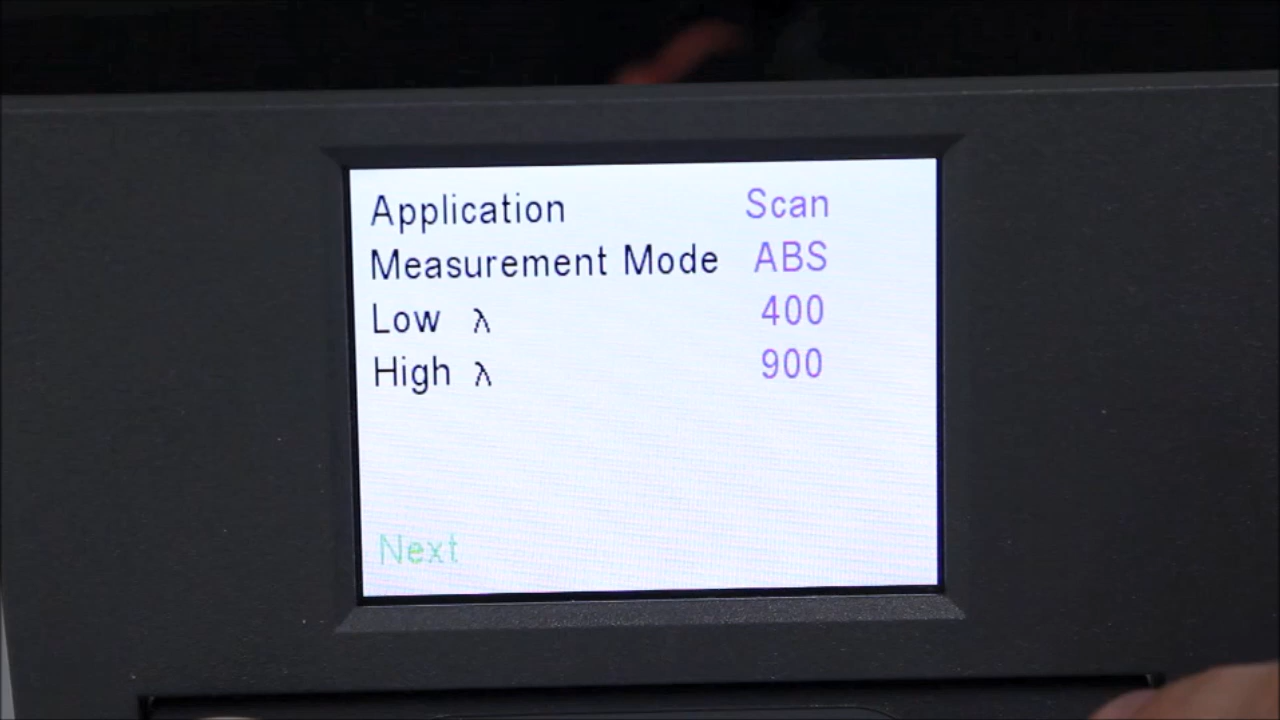 Application Scan
Measurement Mode ABS
Low λ 400
High λ 900
Next